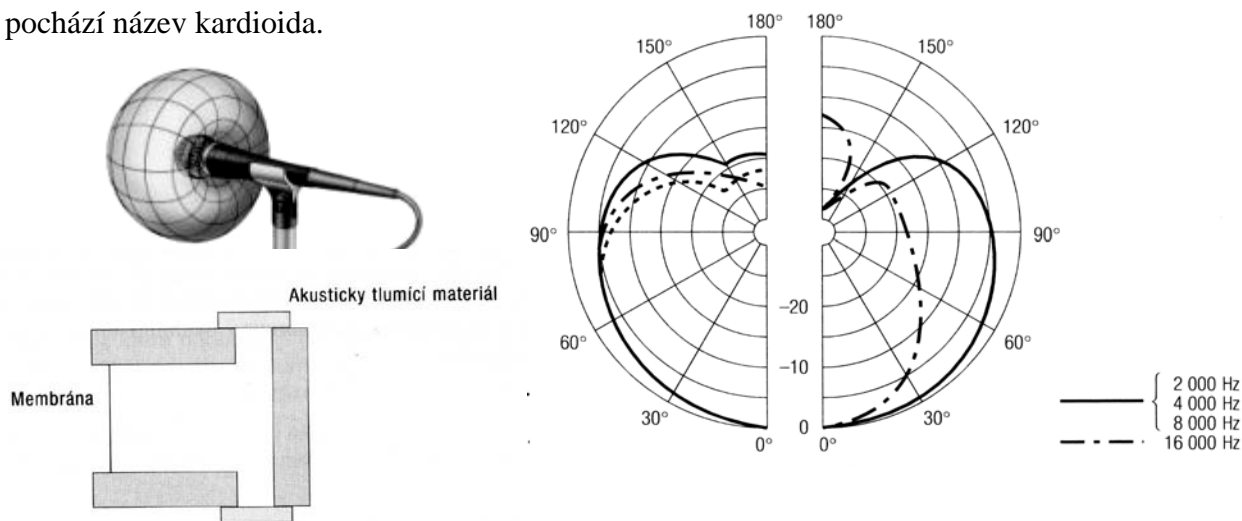 pochází název kardioida.
Akusticky tlumící materiál
Membrána
180° 180°
150° 150°
120° 120°
90° 90°
60° 60°
30° 30°
0° 0°
-20
-10
0
2 000 Hz
4 000 Hz
8 000 Hz
16 000 Hz